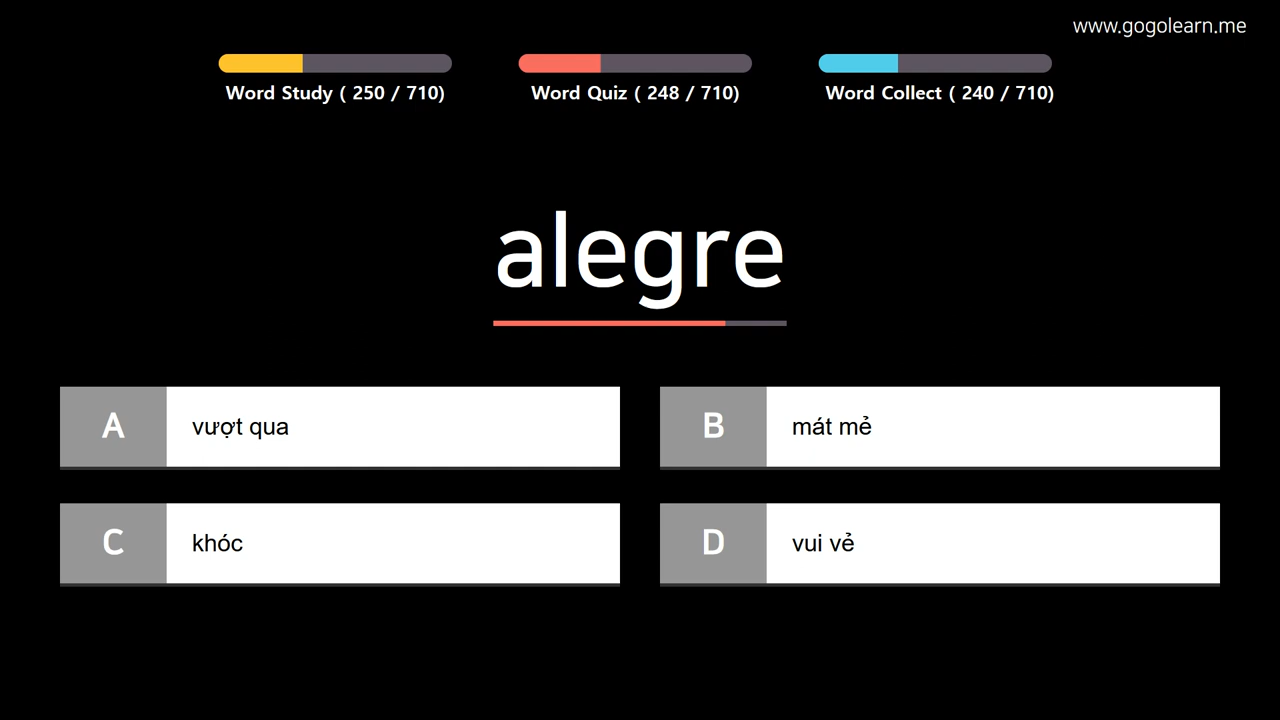 www.gogolearn.me
Word Study ( 250 / 710)
Word Quiz ( 248 / 710)
Word Collect ( 240 / 710)
alegre
A vượt qua
B mát mẻ
C khóc
D vui vẻ